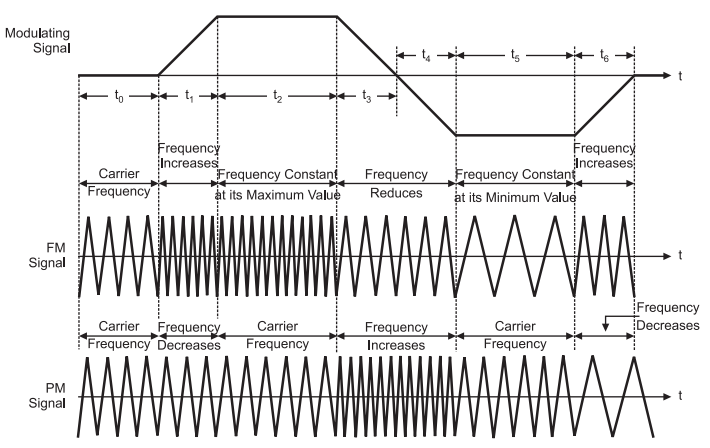 Modulating
Signal
t₄
t₅
t₆
t
t₀
t₁
t₂
t₃
Carrier
Frequency
Frequency
Increases
Frequency Constant
at its Maximum Value
Frequency
Reduces
Frequency Constant
at its Minimum Value
Frequency
Increases
FM
Signal
t
Carrier
Frequency
Frequency
Decreases
Carrier
Frequency
Frequency
Increases
Carrier
Frequency
Frequency
Decreases
PM
Signal
t